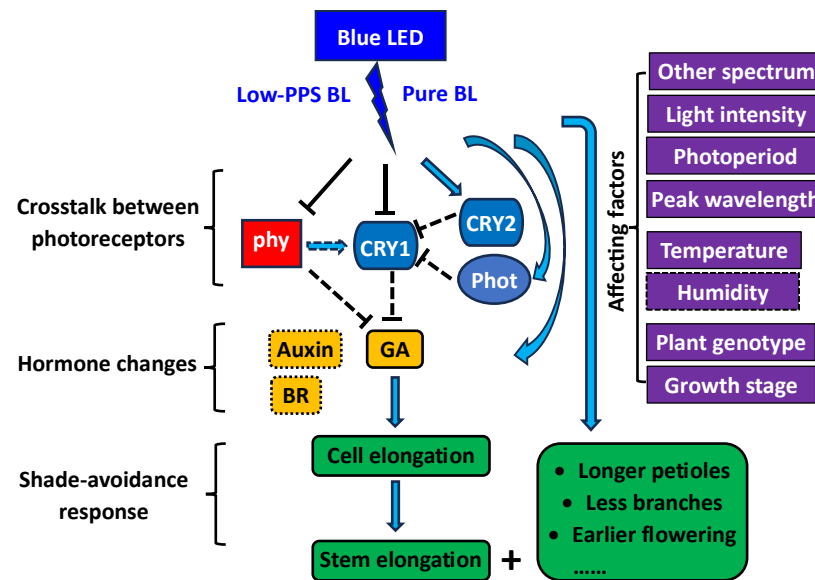 Blue LED
Low-PPS BL
Pure BL
Crosstalk between
photoreceptors
phy
CRY1
CRY2
Phot
Hormone changes
Auxin
GA
BR
Shade-avoidance
response
Cell elongation
Stem elongation
+
• Longer petioles
• Less branches
• Earlier flowering
......
Affecting factors
Other spectrum
Light intensity
Photoperiod
Peak wavelength
Temperature
Humidity
Plant genotype
Growth stage